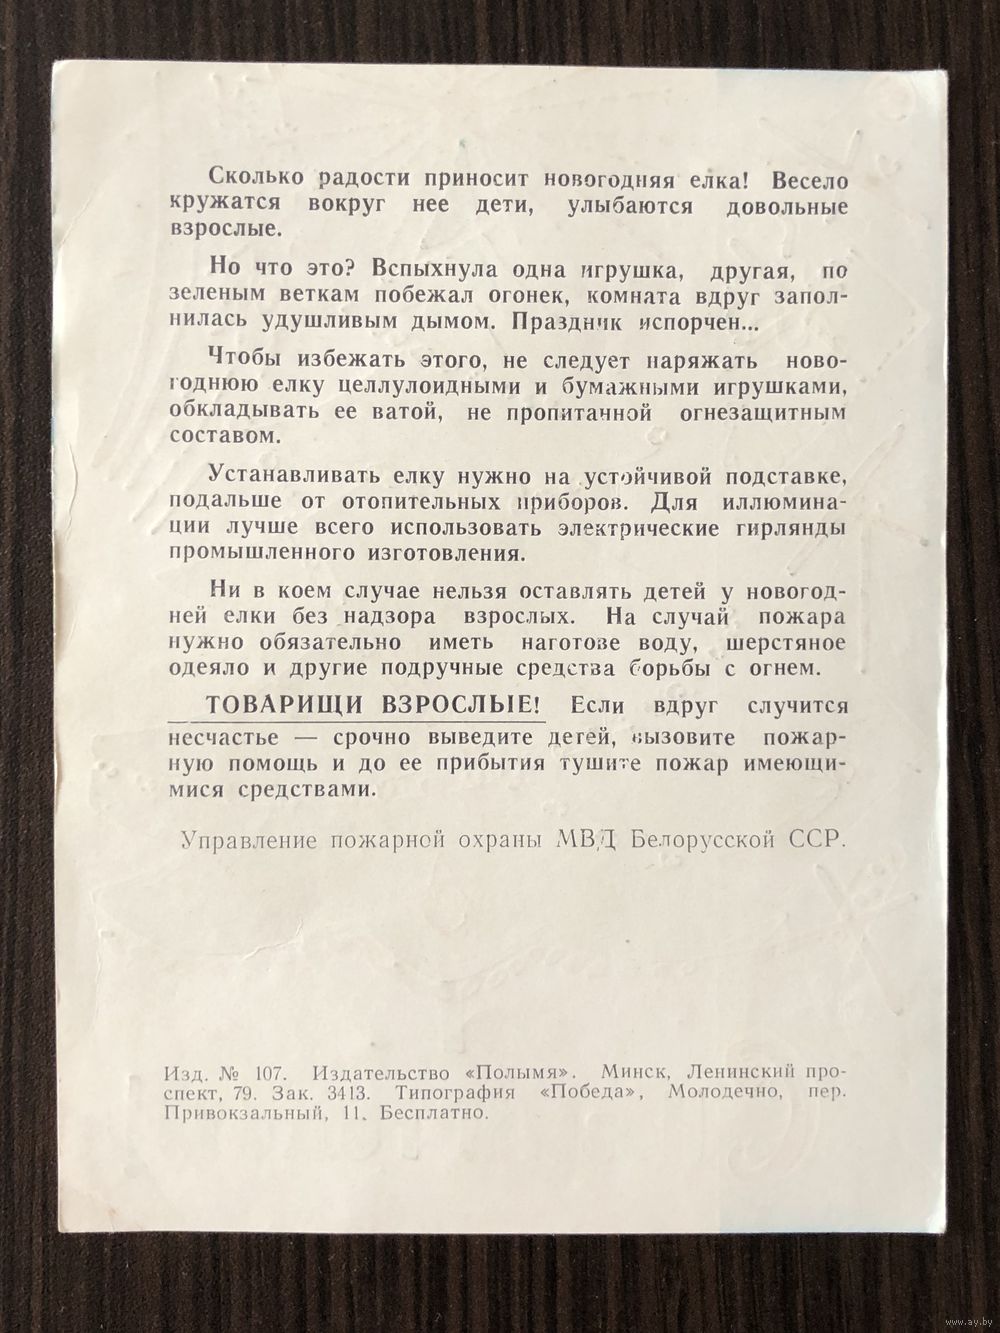 Сколько радости приносит новогодняя елка! Весело
кружатся вокруг нее дети, улыбаются довольные
взрослые.
Но что это? Вспыхнула одна игрушка, другая, по
зеленым веткам побежал огонек, комната вдруг запол-
нилась удушливым дымом. Праздник испорчен...
Чтобы избежать этого, не следует наряжать ново-
годнюю елку целлулоидными и бумажными игрушками,
обкладывать ее ватой, не пропитанной огнезащитным
составом.
Устанавливать елку нужно на устойчивой подставке,
подальше от отопительных приборов. Для иллюмина-
ции лучше всего использовать электрические гирлянды
промышленного изготовления.
Ни в коем случае нельзя оставлять детей у новогод-
ней елки без надзора взрослых. На случай пожара
нужно обязательно иметь наготове воду, шерстяное
одеяло и другие подручные средства борьбы с огнем.
ТОВАРИЩИ ВЗРОСЛЫЕ! Если вдруг случится
несчастье — срочно выведите детей, вызовите пожар-
ную помощь и до ее прибытия тушите пожар имеющи-
мися средствами.
Управление пожарной охраны МВД Белорусской ССР.
Изд. № 107. Издательство «Полымя». Минск, Ленинский про-
спект, 79. Зак. 3413. Типография «Победа», Молодечно, пер.
Привокзальный, 11. Бесплатно.
www.ay.by